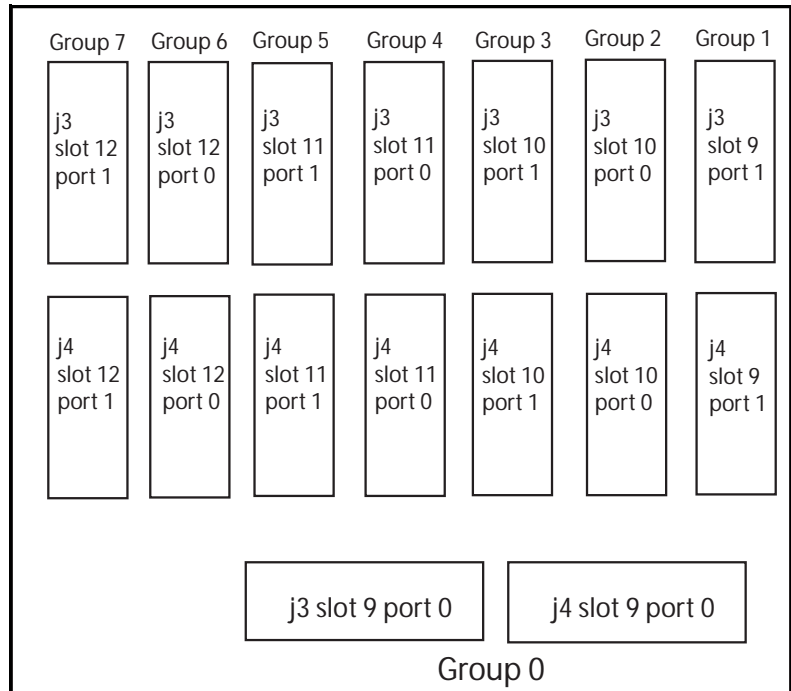 Group 7 Group 6 Group 5 Group 4 Group 3 Group 2 Group 1
j3
slot 12
port 1
j3
slot 12
port 0
j3
slot 11
port 1
j3
slot 11
port 0
j3
slot 10
port 1
j3
slot 10
port 0
j3
slot 9
port 1
j4
slot 12
port 1
j4
slot 12
port 0
j4
slot 11
port 1
j4
slot 11
port 0
j4
slot 10
port 1
j4
slot 10
port 0
j4
slot 9
port 1
j3 slot 9 port 0
j4 slot 9 port 0
Group 0